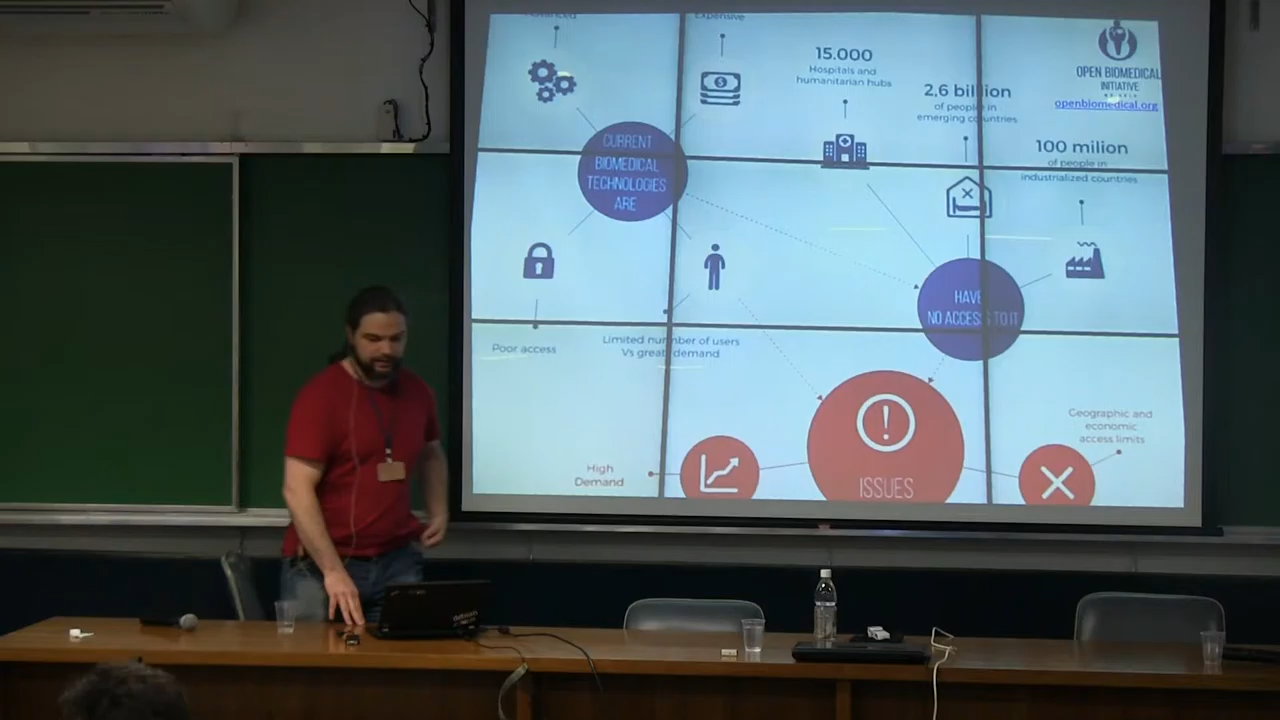 Expensive
15.000
Hospitals and
humanitarian hubs
2,6 billion
of people in
emerging countries
OPEN BIOMEDICAL
INITIATIVE
openbiomedical.org
100 milion
of people in
industrialized countries
CURRENT
BIOMEDICAL
TECHNOLOGIES
ARE
HAVE
NO ACCESS TO IT
Poor access
Limited number of users
Vs great demand
ISSUES
High
Demand
Geographic and
economic
access limits